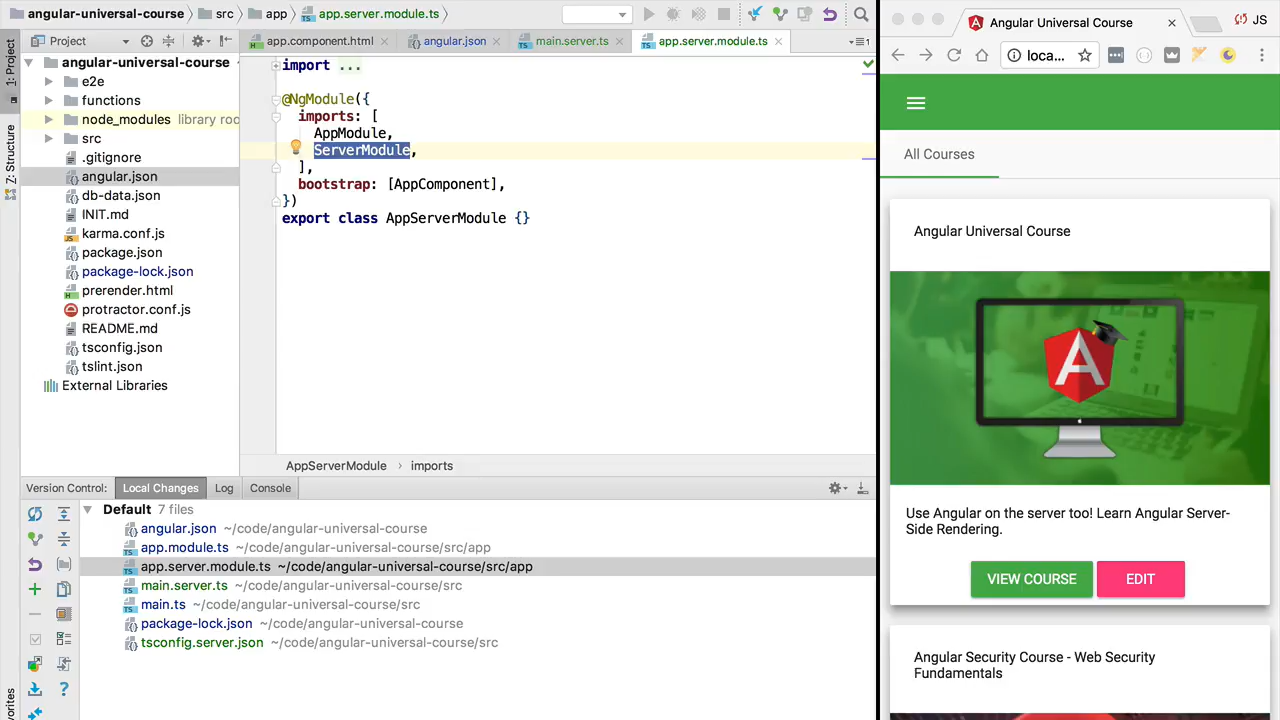 angular-universal-course
src
app
app.server.module.ts
1: Project
Z: Structure
Favorites
Project
angular-universal-course
e2e
functions
node_modules library roo
src
.gitignore
angular.json
db-data.json
INIT.md
karma.conf.js
package.json
package-lock.json
prerender.html
protractor.conf.js
README.md
tsconfig.json
tslint.json
External Libraries
app.component.html
angular.json
main.server.ts
app.server.module.ts
import ...
@NgModule({
imports: [
AppModule,
ServerModule,
],
bootstrap: [AppComponent],
})
export class AppServerModule {}
AppServerModule › imports
Version Control:
Local Changes
Log
Console
Default 7 files
angular.json ~/code/angular-universal-course
app.module.ts ~/code/angular-universal-course/src/app
app.server.module.ts ~/code/angular-universal-course/src/app
main.server.ts ~/code/angular-universal-course/src
main.ts ~/code/angular-universal-course/src
package-lock.json ~/code/angular-universal-course
tsconfig.server.json ~/code/angular-universal-course/src
Angular Universal Course
JS
loca...
All Courses
Angular Universal Course
A
Use Angular on the server too! Learn Angular Server-
Side Rendering.
VIEW COURSE
EDIT
Angular Security Course - Web Security
Fundamentals